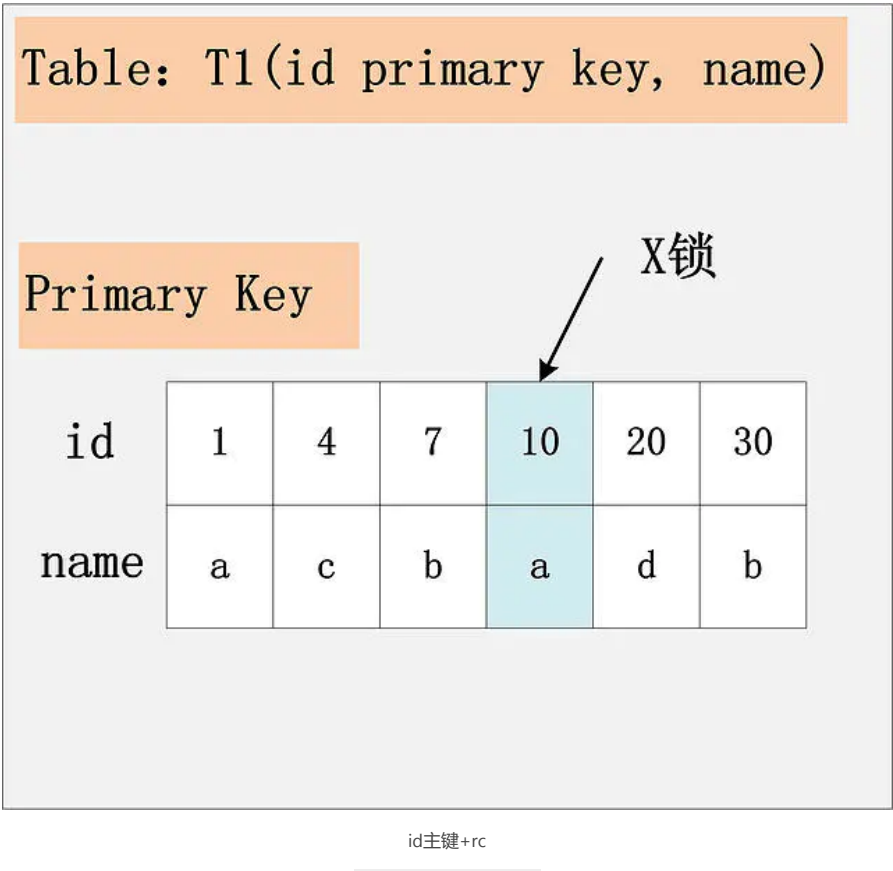 Table: T1(id primary key, name)
X锁
Primary Key
id 1 4 7 10 20 30
name a c b a d b
id主键+rc